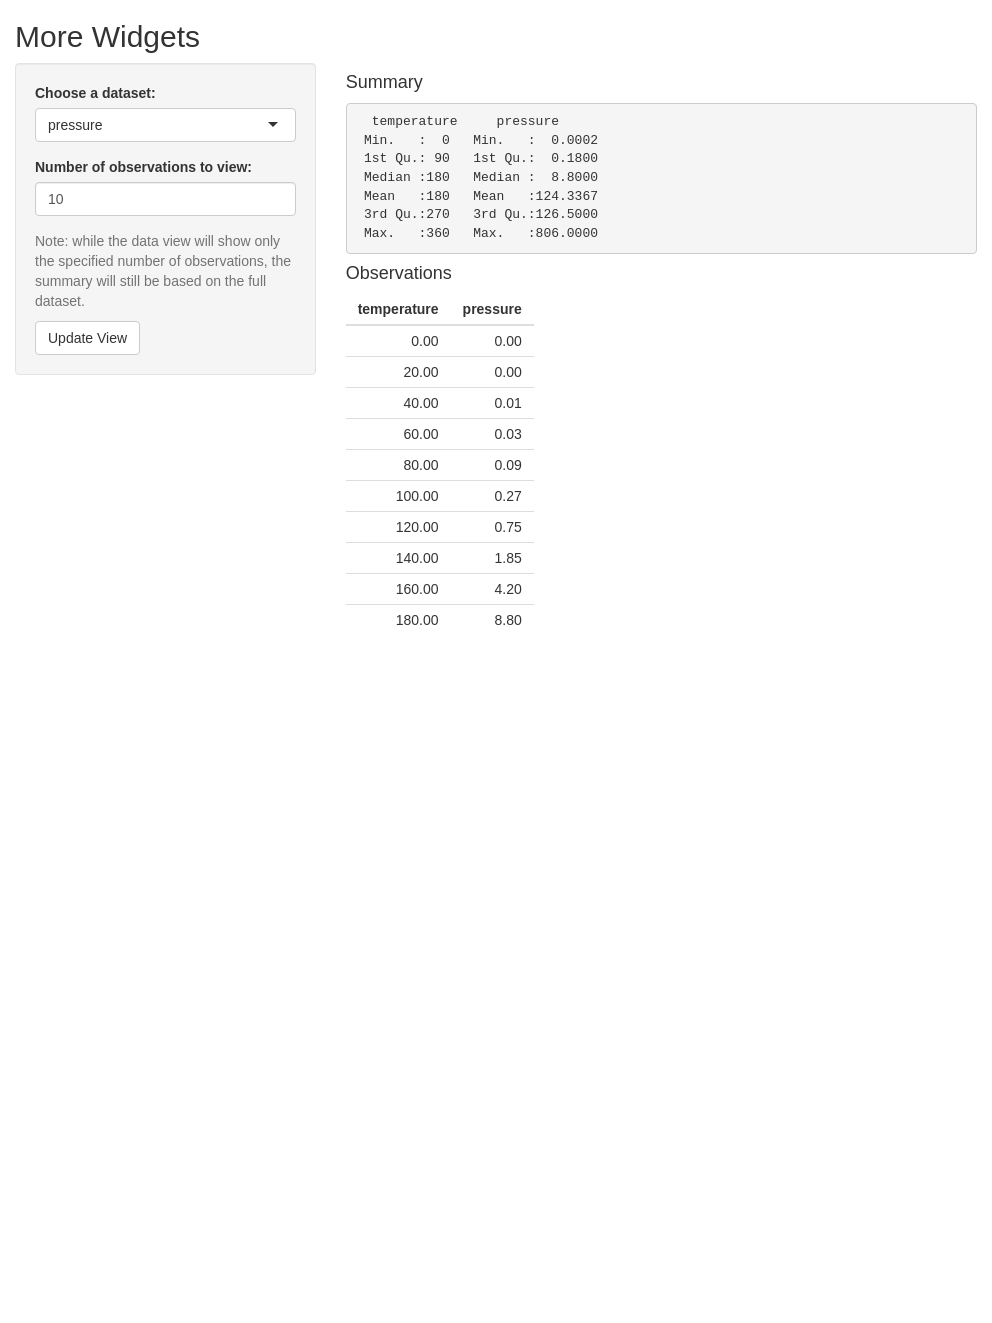 More Widgets
Choose a dataset:
pressure
Number of observations to view:
10
Note: while the data view will show only
the specified number of observations, the
summary will still be based on the full
dataset.
Update View
Summary
temperature     pressure
Min.   :  0   Min.   :  0.0002
1st Qu.: 90   1st Qu.:  0.1800
Median :180   Median :  8.8000
Mean   :180   Mean   :124.3367
3rd Qu.:270   3rd Qu.:126.5000
Max.   :360   Max.   :806.0000
Observations
temperature pressure
0.00 0.00
20.00 0.00
40.00 0.01
60.00 0.03
80.00 0.09
100.00 0.27
120.00 0.75
140.00 1.85
160.00 4.20
180.00 8.80